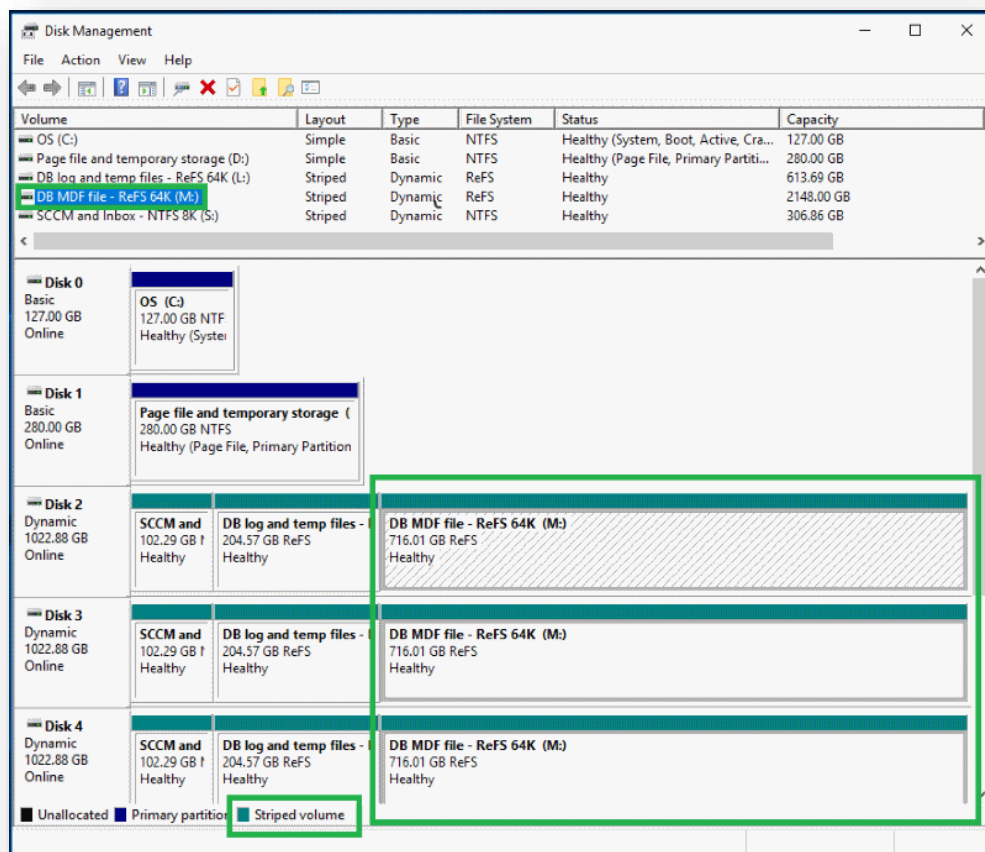 Disk Management
File Action View Help
Volume Layout Type File System Status Capacity
OS (C:) Simple Basic NTFS Healthy (System, Boot, Active, Cra... 127.00 GB
Page file and temporary storage (D:) Simple Basic NTFS Healthy (Page File, Primary Partiti... 280.00 GB
DB log and temp files - ReFS 64K (L:) Striped Dynamic ReFS Healthy 613.69 GB
DB MDF file - ReFS 64K (M:) Striped Dynamic ReFS Healthy 2148.00 GB
SCCM and Inbox - NTFS 8K (S:) Striped Dynamic NTFS Healthy 306.86 GB
Disk 0
Basic
127.00 GB
Online
OS (C:)
127.00 GB NTF
Healthy (Syste
Disk 1
Basic
280.00 GB
Online
Page file and temporary storage (
280.00 GB NTFS
Healthy (Page File, Primary Partition
Disk 2
Dynamic
1022.88 GB
Online
SCCM and
102.29 GB
Healthy
DB log and temp files -
204.57 GB ReFS
Healthy
DB MDF file - ReFS 64K (M:)
716.01 GB ReFS
Healthy
Disk 3
Dynamic
1022.88 GB
Online
SCCM and
102.29 GB
Healthy
DB log and temp files -
204.57 GB ReFS
Healthy
DB MDF file - ReFS 64K (M:)
716.01 GB ReFS
Healthy
Disk 4
Dynamic
1022.88 GB
Online
SCCM and
102.29 GB
Healthy
DB log and temp files -
204.57 GB ReFS
Healthy
DB MDF file - ReFS 64K (M:)
716.01 GB ReFS
Healthy
Unallocated Primary partition Striped volume